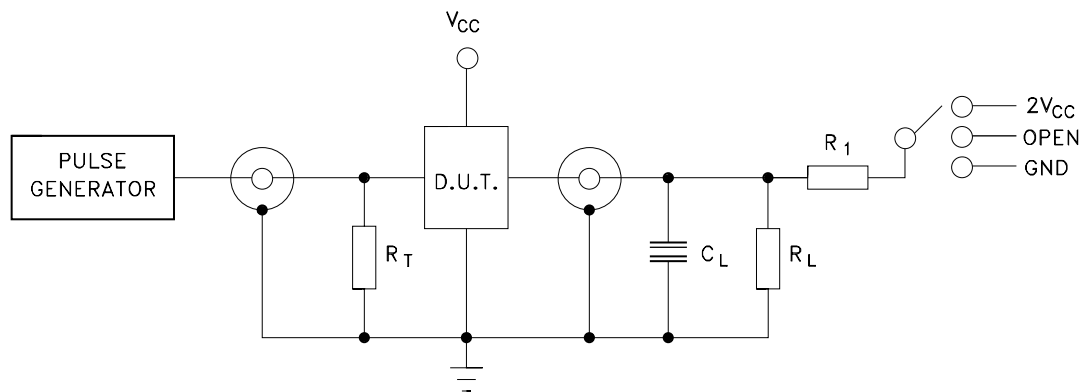 VCC
PULSE
GENERATOR
D.U.T.
RT
CL
RL
R1
2VCC
OPEN
GND